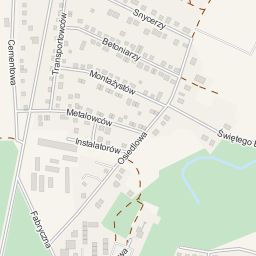 Snycerzy
Betoniarzy
Transportowców
Cementowa
Montażystów
Metalowców
Świętego
Instalatorów
Osiedlowa
Fabryczna